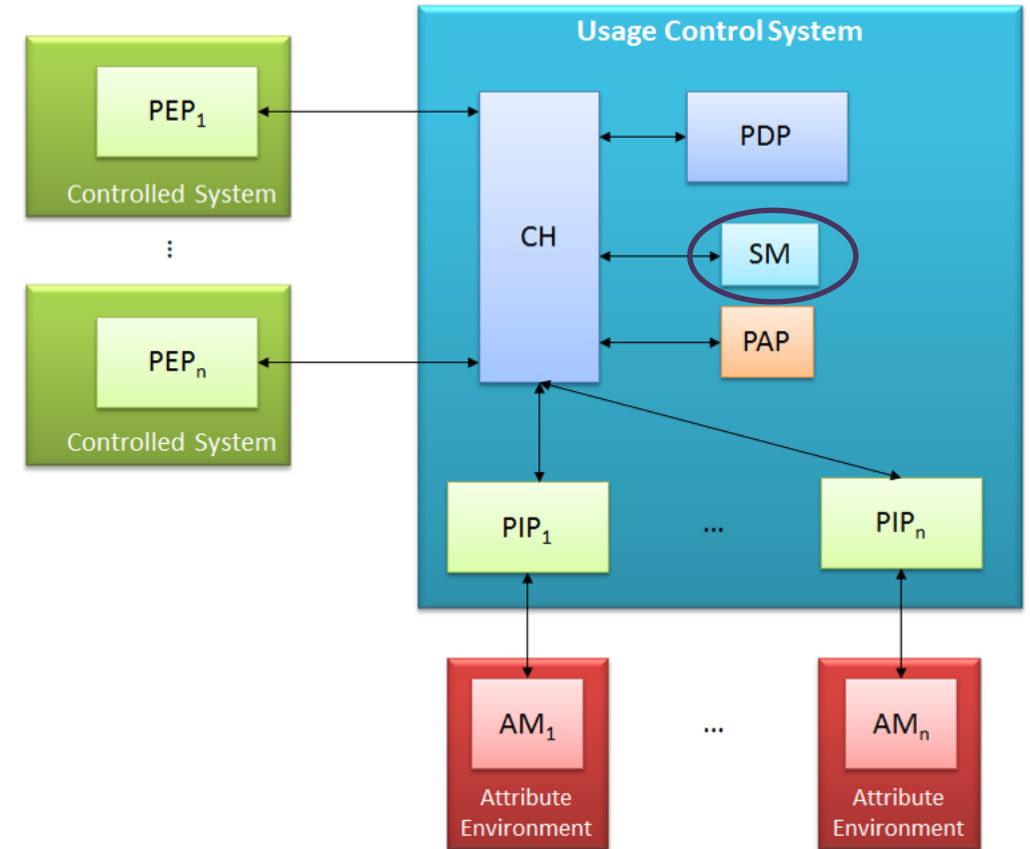 Usage Control System
PEP₁
Controlled System
⋮
PEPₙ
Controlled System
CH
PDP
SM
PAP
PIP₁
...
PIPₙ
AM₁
Attribute
Environment
...
AMₙ
Attribute
Environment